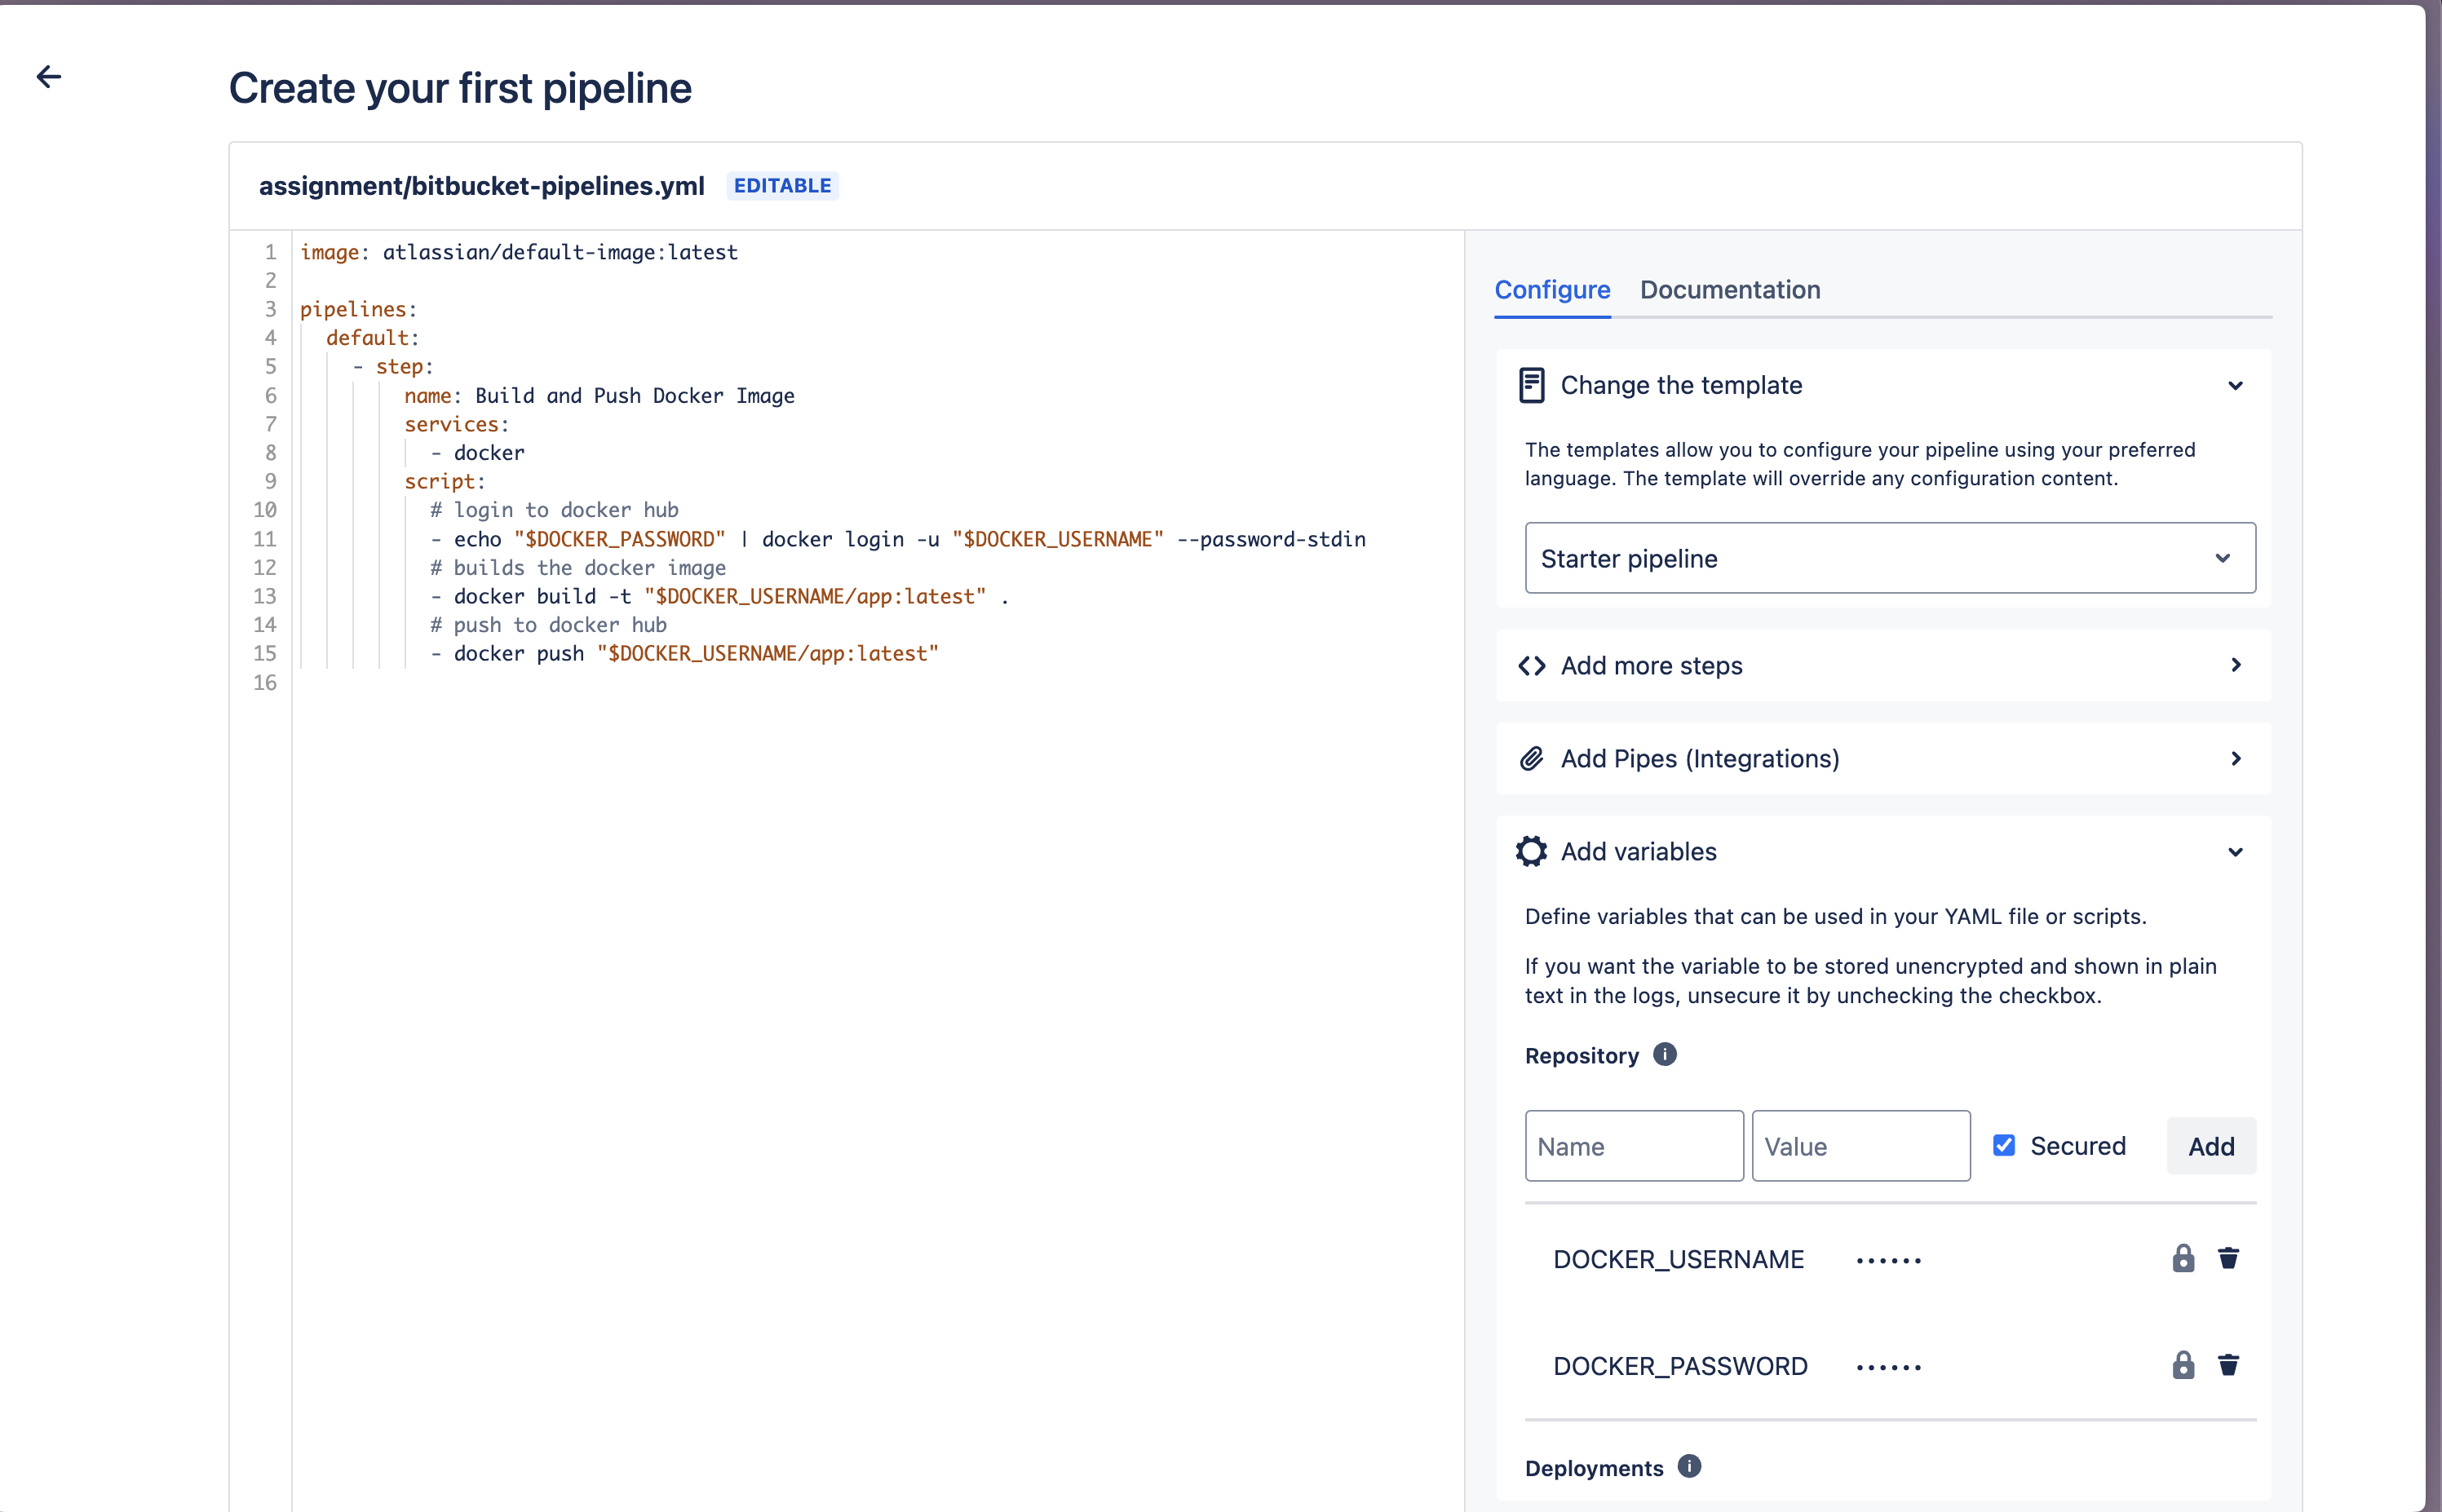 Create your first pipeline
assignment/bitbucket-pipelines.yml EDITABLE
1 image: atlassian/default-image:latest
2
3 pipelines:
4   default:
5     - step:
6         name: Build and Push Docker Image
7         services:
8           - docker
9         script:
10           # login to docker hub
11           - echo "$DOCKER_PASSWORD" | docker login -u "$DOCKER_USERNAME" --password-stdin
12           # builds the docker image
13           - docker build -t "$DOCKER_USERNAME/app:latest" .
14           # push to docker hub
15           - docker push "$DOCKER_USERNAME/app:latest"
16
Configure Documentation
Change the template
The templates allow you to configure your pipeline using your preferred
language. The template will override any configuration content.
Starter pipeline
Add more steps
Add Pipes (Integrations)
Add variables
Define variables that can be used in your YAML file or scripts.
If you want the variable to be stored unencrypted and shown in plain
text in the logs, unsecure it by unchecking the checkbox.
Repository
Name Value Secured Add
DOCKER_USERNAME ••••••
DOCKER_PASSWORD ••••••
Deployments